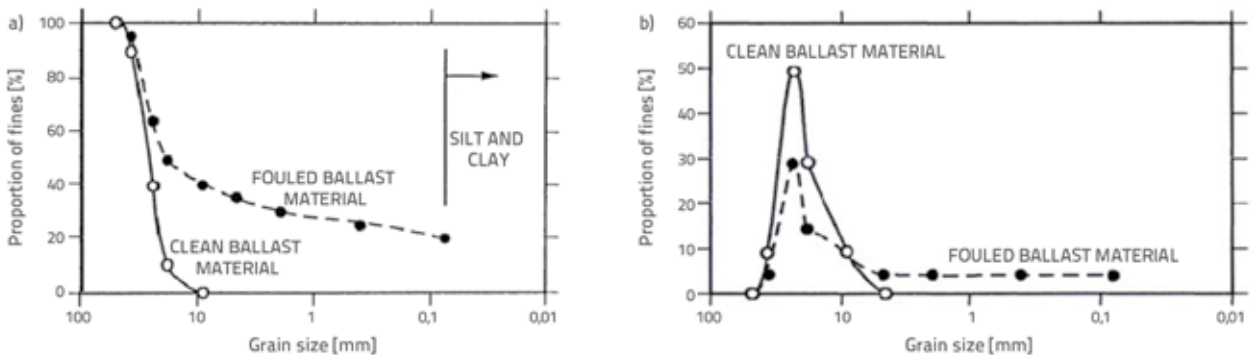 a)
Proportion of fines [%]
100
80
60
40
20
0
SILT AND
CLAY
FOULED BALLAST
MATERIAL
CLEAN BALLAST
MATERIAL
100
10
1
0,1
0,01
Grain size [mm]
b)
Proportion of fines [%]
60
50
40
30
20
10
0
CLEAN BALLAST MATERIAL
FOULED BALLAST MATERIAL
100
10
1
0,1
0,01
Grain size [mm]